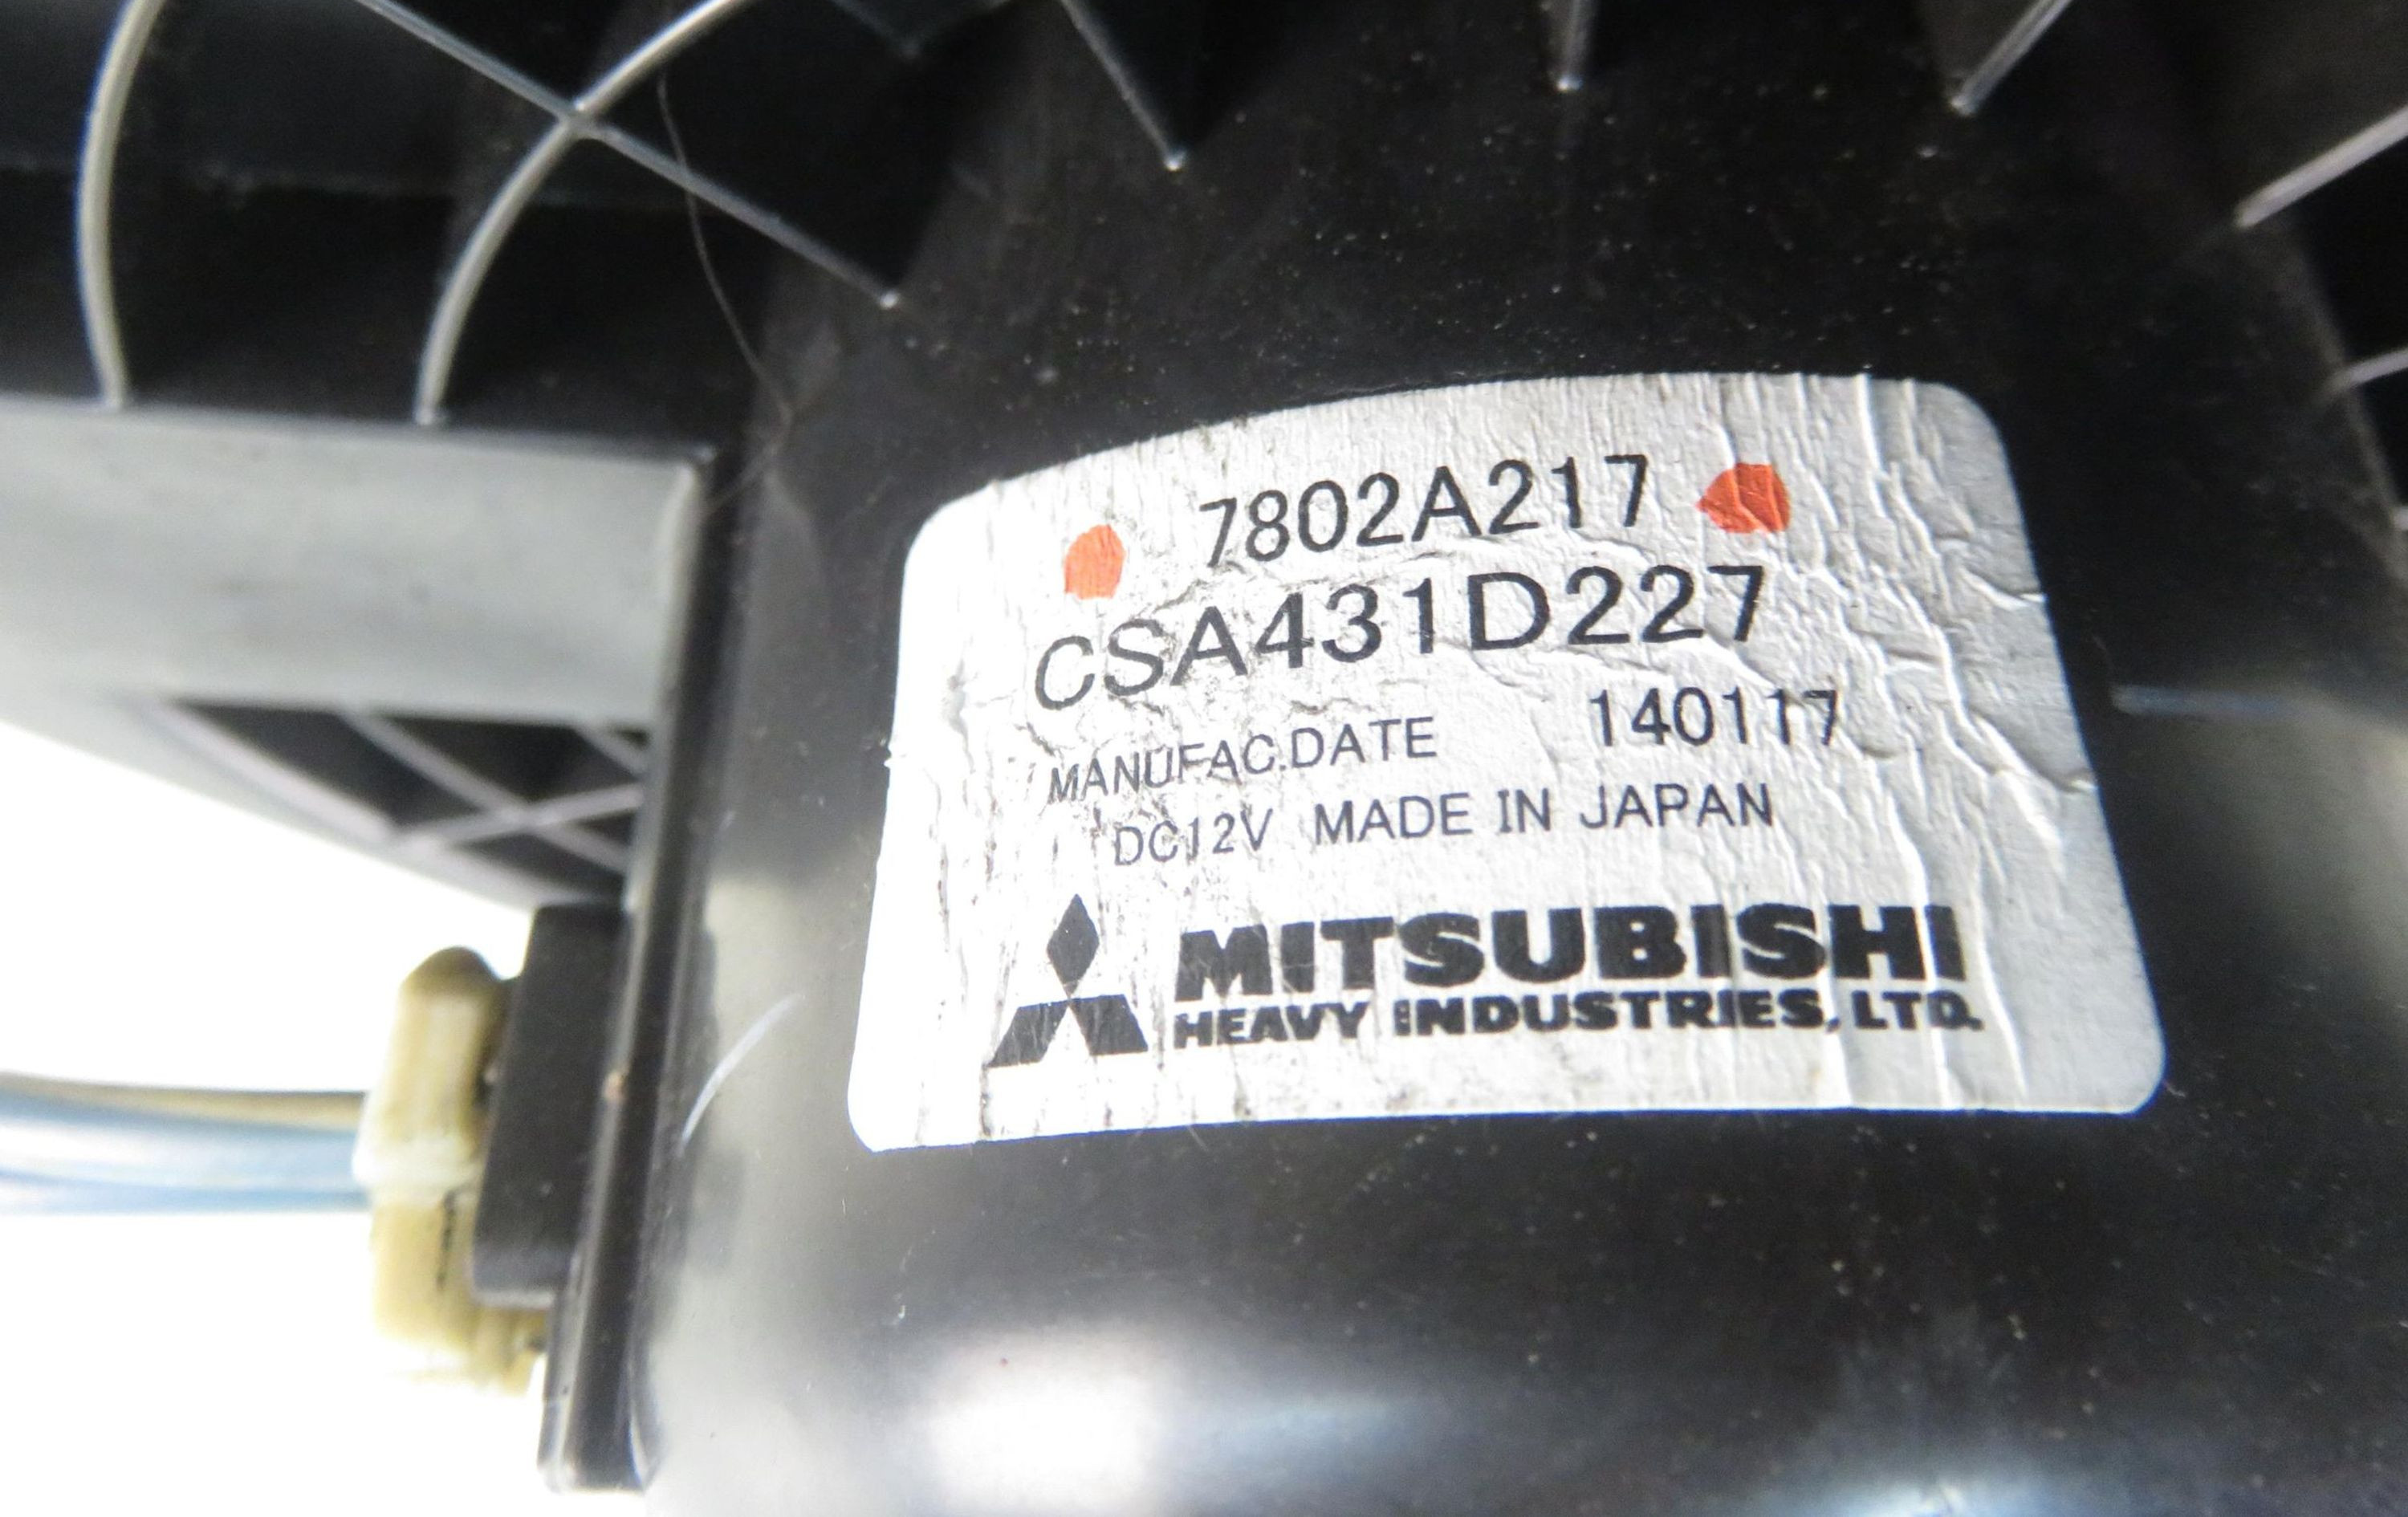 7802A217
CSA431D227
MANUFAC.DATE 140117
DC12V MADE IN JAPAN
MITSUBISHI
HEAVY INDUSTRIES, LTD.